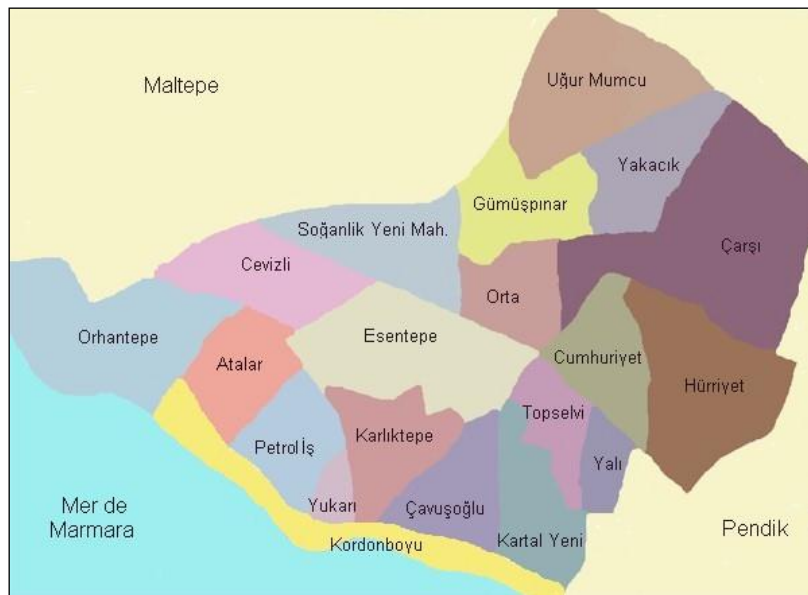 Uğur Mumcu
Maltepe
Yakacık
Gümüşpınar
Soğanlik Yeni Mah.
Çarşı
Cevizli
Orta
Orhantepe
Esentepe
Cumhuriyet
Atalar
Hürriyet
Topselvi
Karlıktepe
Petrol İş
Yalı
Yukarı
Çavuşoğlu
Mer de
Marmara
Pendik
Kartal Yeni
Kordonboyu